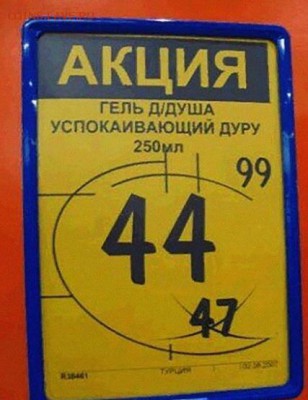 АКЦИЯ
ГЕЛЬ Д/ДУША
УСПОКАИВАЮЩИЙ ДУРУ
250мл
99
44
47
ТУРЦИЯ